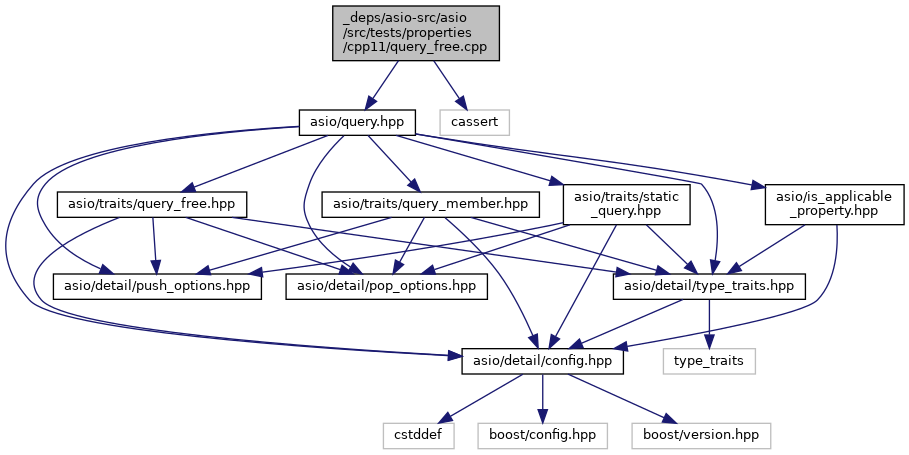 _deps/asio-src/asio
/src/tests/properties
/cpp11/query_free.cpp
asio/query.hpp
cassert
asio/traits/query_free.hpp
asio/traits/query_member.hpp
asio/traits/static
_query.hpp
asio/is_applicable
_property.hpp
asio/detail/push_options.hpp
asio/detail/pop_options.hpp
asio/detail/type_traits.hpp
asio/detail/config.hpp
type_traits
cstddef
boost/config.hpp
boost/version.hpp